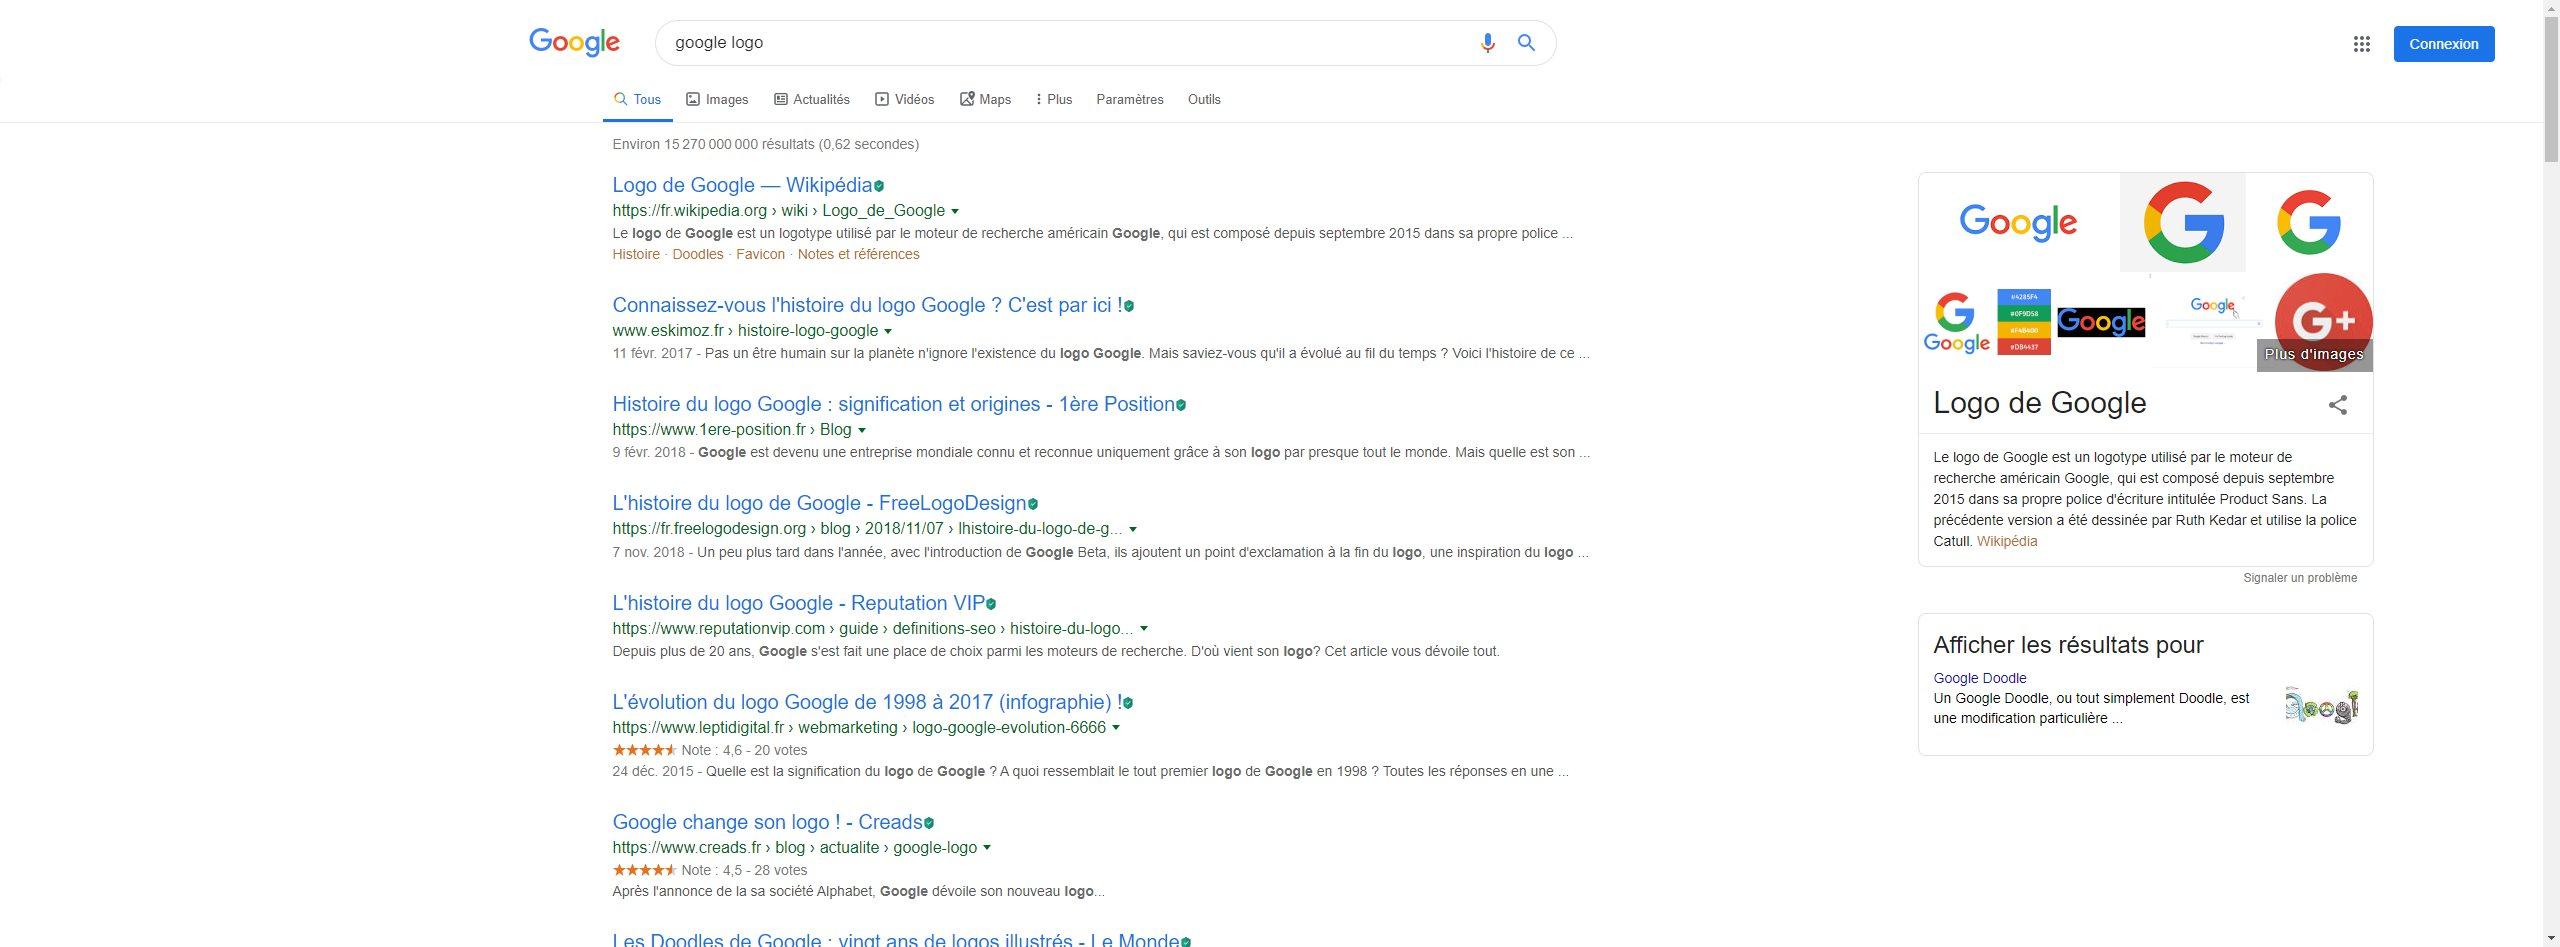 Google
google logo
Connexion
Tous Images Actualités Vidéos Maps Plus Paramètres Outils
Environ 15 270 000 000 résultats (0,62 secondes)
Logo de Google — Wikipédia
https://fr.wikipedia.org › wiki › Logo_de_Google
Le logo de Google est un logotype utilisé par le moteur de recherche américain Google, qui est composé depuis septembre 2015 dans sa propre police ...
Histoire · Doodles · Favicon · Notes et références
Connaissez-vous l'histoire du logo Google ? C'est par ici !
www.eskimoz.fr › histoire-logo-google
11 févr. 2017 - Pas un être humain sur la planète n'ignore l'existence du logo Google. Mais saviez-vous qu'il a évolué au fil du temps ? Voici l'histoire de ce ...
Histoire du logo Google : signification et origines - 1ère Position
https://www.1ere-position.fr › Blog
9 févr. 2018 - Google est devenu une entreprise mondiale connu et reconnue uniquement grâce à son logo par presque tout le monde. Mais quelle est son ...
L'histoire du logo de Google - FreeLogoDesign
https://fr.freelogodesign.org › blog › 2018/11/07 › lhistoire-du-logo-de-g...
7 nov. 2018 - Un peu plus tard dans l'année, avec l'introduction de Google Beta, ils ajoutent un point d'exclamation à la fin du logo, une inspiration du logo ...
L'histoire du logo Google - Reputation VIP
https://www.reputationvip.com › guide › definitions-seo › histoire-du-logo...
Depuis plus de 20 ans, Google s'est fait une place de choix parmi les moteurs de recherche. D'où vient son logo? Cet article vous dévoile tout.
L'évolution du logo Google de 1998 à 2017 (infographie) !
https://www.leptidigital.fr › webmarketing › logo-google-evolution-6666
Note : 4,6 - 20 votes
24 déc. 2015 - Quelle est la signification du logo de Google ? A quoi ressemblait le tout premier logo de Google en 1998 ? Toutes les réponses en une ...
Google change son logo ! - Creads
https://www.creads.fr › blog › actualite › google-logo
Note : 4,5 - 28 votes
Après l'annonce de la sa société Alphabet, Google dévoile son nouveau logo...
Les Doodles de Google : vingt ans de logos illustrés - Le Monde
Google G G
G
Google
#4285F4
#0F9D58
#F4B400
#DB4437
Google
Google
G+
Plus d'images
Logo de Google
Le logo de Google est un logotype utilisé par le moteur de
recherche américain Google, qui est composé depuis septembre
2015 dans sa propre police d'écriture intitulée Product Sans. La
précédente version a été dessinée par Ruth Kedar et utilise la police
Catull. Wikipédia
Signaler un problème
Afficher les résultats pour
Google Doodle
Un Google Doodle, ou tout simplement Doodle, est
une modification particulière ...